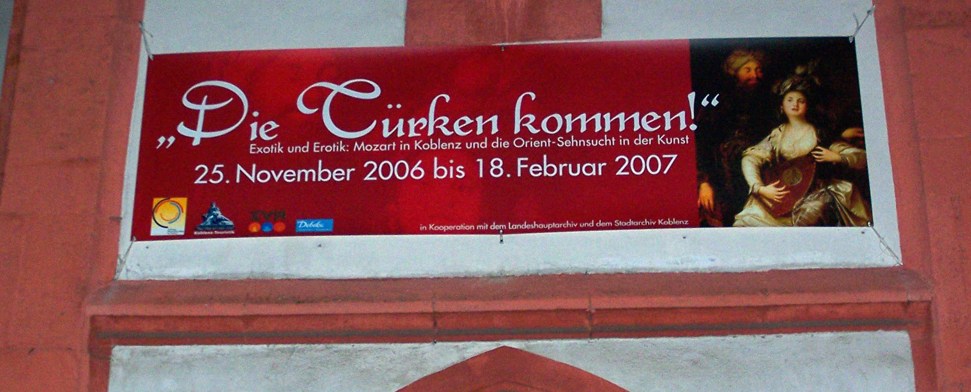 „Die Türken kommen!“
Exotik und Erotik: Mozart in Koblenz und die Orient-Sehnsucht in der Kunst
25. November 2006 bis 18. Februar 2007
Debeka
in Kooperation mit dem Landeshauptarchiv und dem Stadtarchiv Koblenz